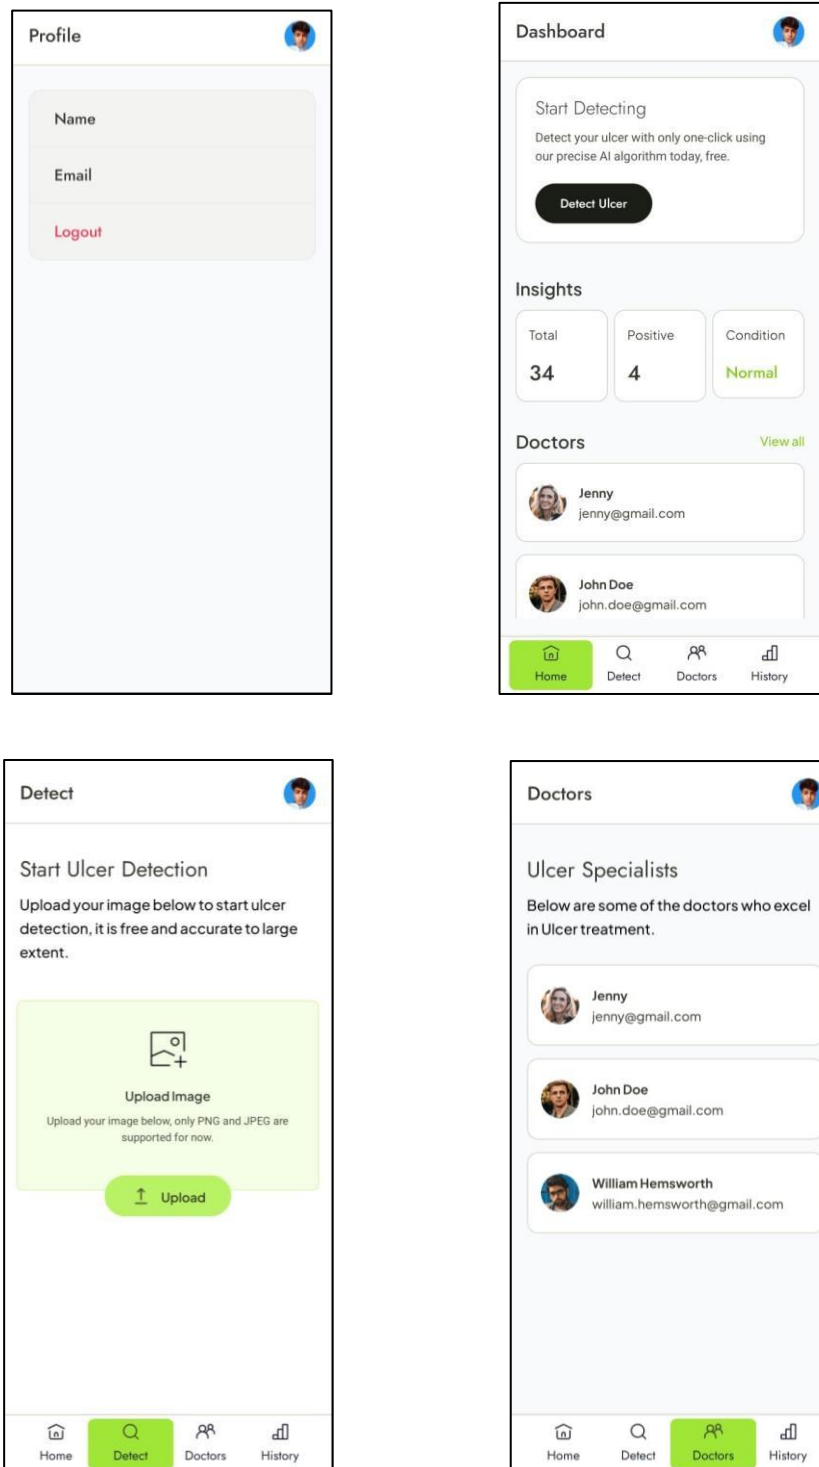 Profile
Name
Email
Logout
Dashboard
Start Detecting
Detect your ulcer with only one-click using
our precise AI algorithm today, free.
Detect Ulcer
Insights
Total
34
Positive
4
Condition
Normal
Doctors
View all
Jenny
jenny@gmail.com
John Doe
john.doe@gmail.com
Home
Detect
Doctors
History
Detect
Start Ulcer Detection
Upload your image below to start ulcer
detection, it is free and accurate to large
extent.
Upload Image
Upload your image below, only PNG and JPEG are
supported for now.
Upload
Home
Detect
Doctors
History
Doctors
Ulcer Specialists
Below are some of the doctors who excel
in Ulcer treatment.
Jenny
jenny@gmail.com
John Doe
john.doe@gmail.com
William Hemsworth
william.hemsworth@gmail.com
Home
Detect
Doctors
History